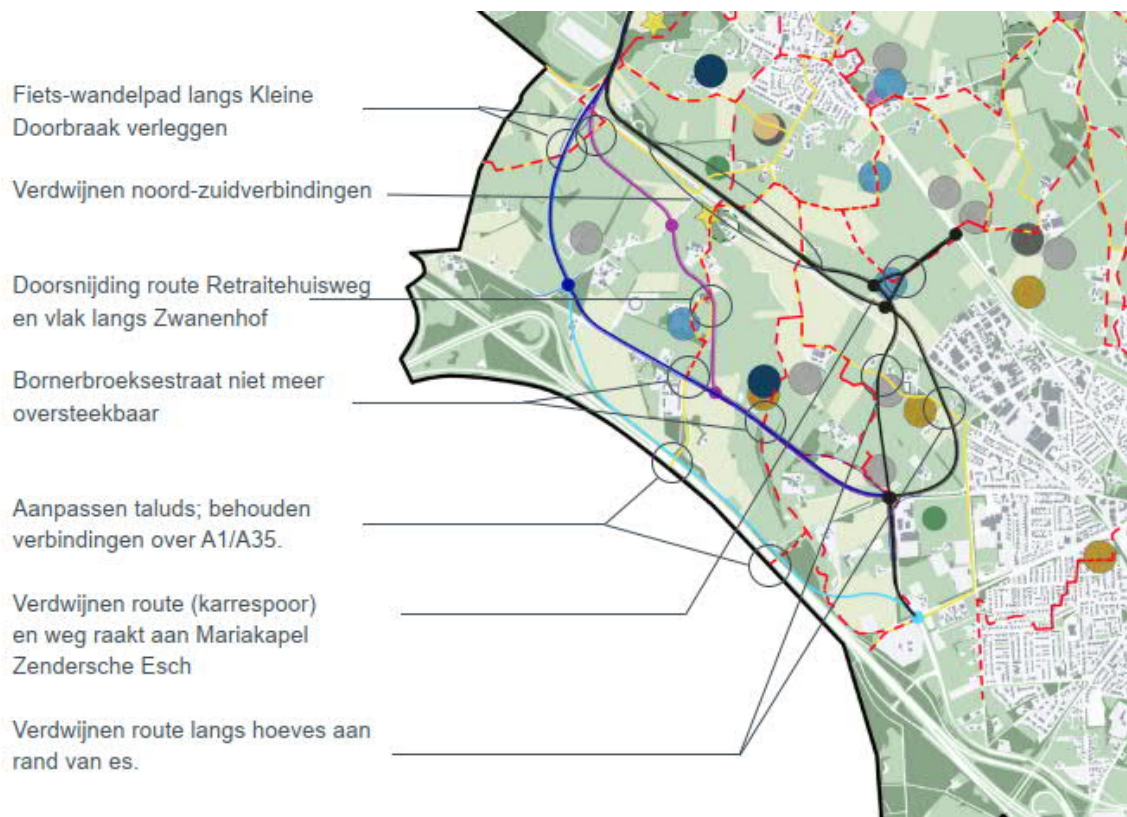 Fiets-wandelpad langs Kleine
Doorbraak verleggen
Verdwijnen noord-zuidverbindingen
Doorsnijding route Retraitehuisweg
en vlak langs Zwanenhof
Bornerbroeksestraat niet meer
oversteekbaar
Aanpassen taluds; behouden
verbindingen over A1/A35.
Verdwijnen route (karrespoor)
en weg raakt aan Mariakapel
Zendersche Esch
Verdwijnen route langs hoeves aan
rand van es.